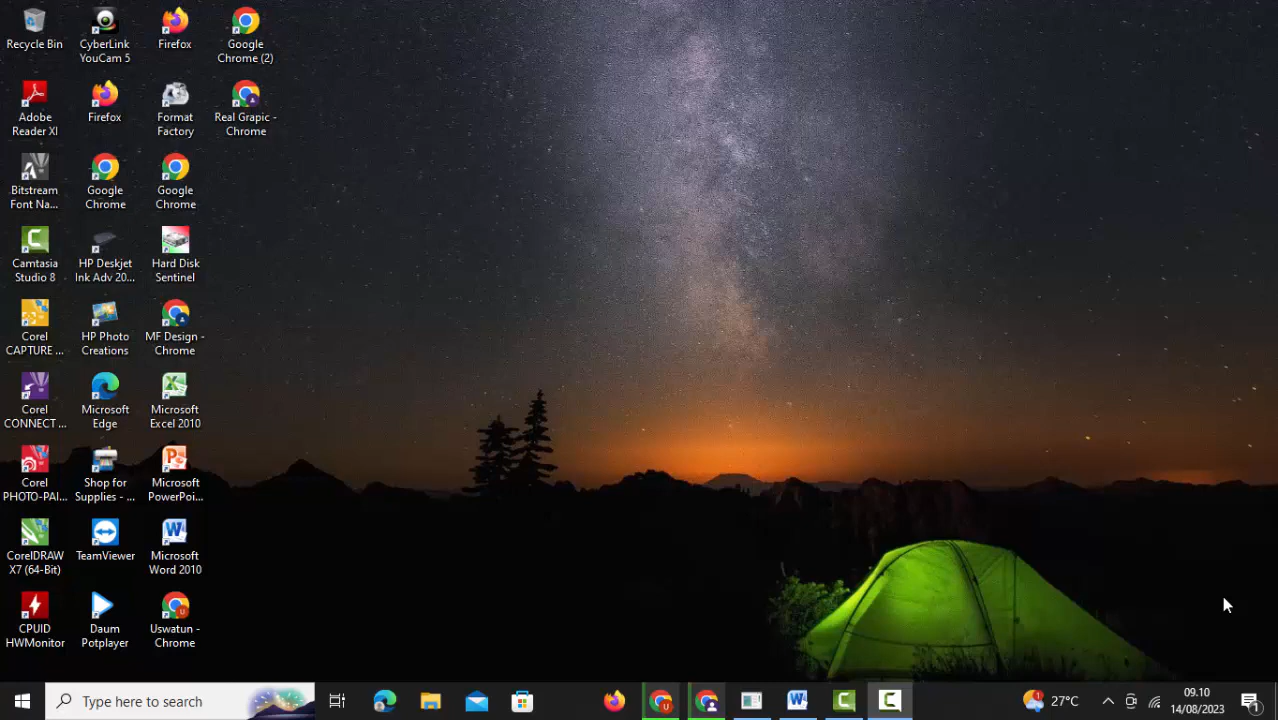 Recycle Bin
CyberLink
YouCam 5
Firefox
Google
Chrome (2)
Adobe
Reader XI
Firefox
Format
Factory
Real Grapic -
Chrome
Bitstream
Font Na...
Google
Chrome
Google
Chrome
Camtasia
Studio 8
HP Deskjet
Ink Adv 20...
Hard Disk
Sentinel
Corel
CAPTURE ...
HP Photo
Creations
MF Design -
Chrome
Corel
CONNECT ...
Microsoft
Edge
Microsoft
Excel 2010
Corel
PHOTO-PAI...
Shop for
Supplies - ...
Microsoft
PowerPoi...
CorelDRAW
X7 (64-Bit)
TeamViewer
Microsoft
Word 2010
CPUID
HWMonitor
Daum
Potplayer
Uswatun -
Chrome
Type here to search
27°C
09.10
14/08/2023